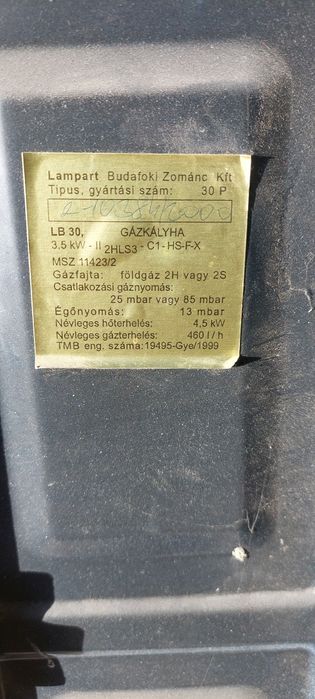 Lampart Budafoki Zománc Kft
Tipus, gyártási szám: 30 P
LB 30, GÁZKÁLYHA
3,5 kW - II 2HLS3 - C1 - HS-F-X
MSZ 11423/2
Gázfajta: földgáz 2H vagy 2S
Csatlakozási gáznyomás:
25 mbar vagy 85 mbar
Égőnyomás: 13 mbar
Névleges hőterhelés: 4,5 kW
Névleges gázterhelés: 460 l / h
TMB eng. száma: 19495-Gye/1999